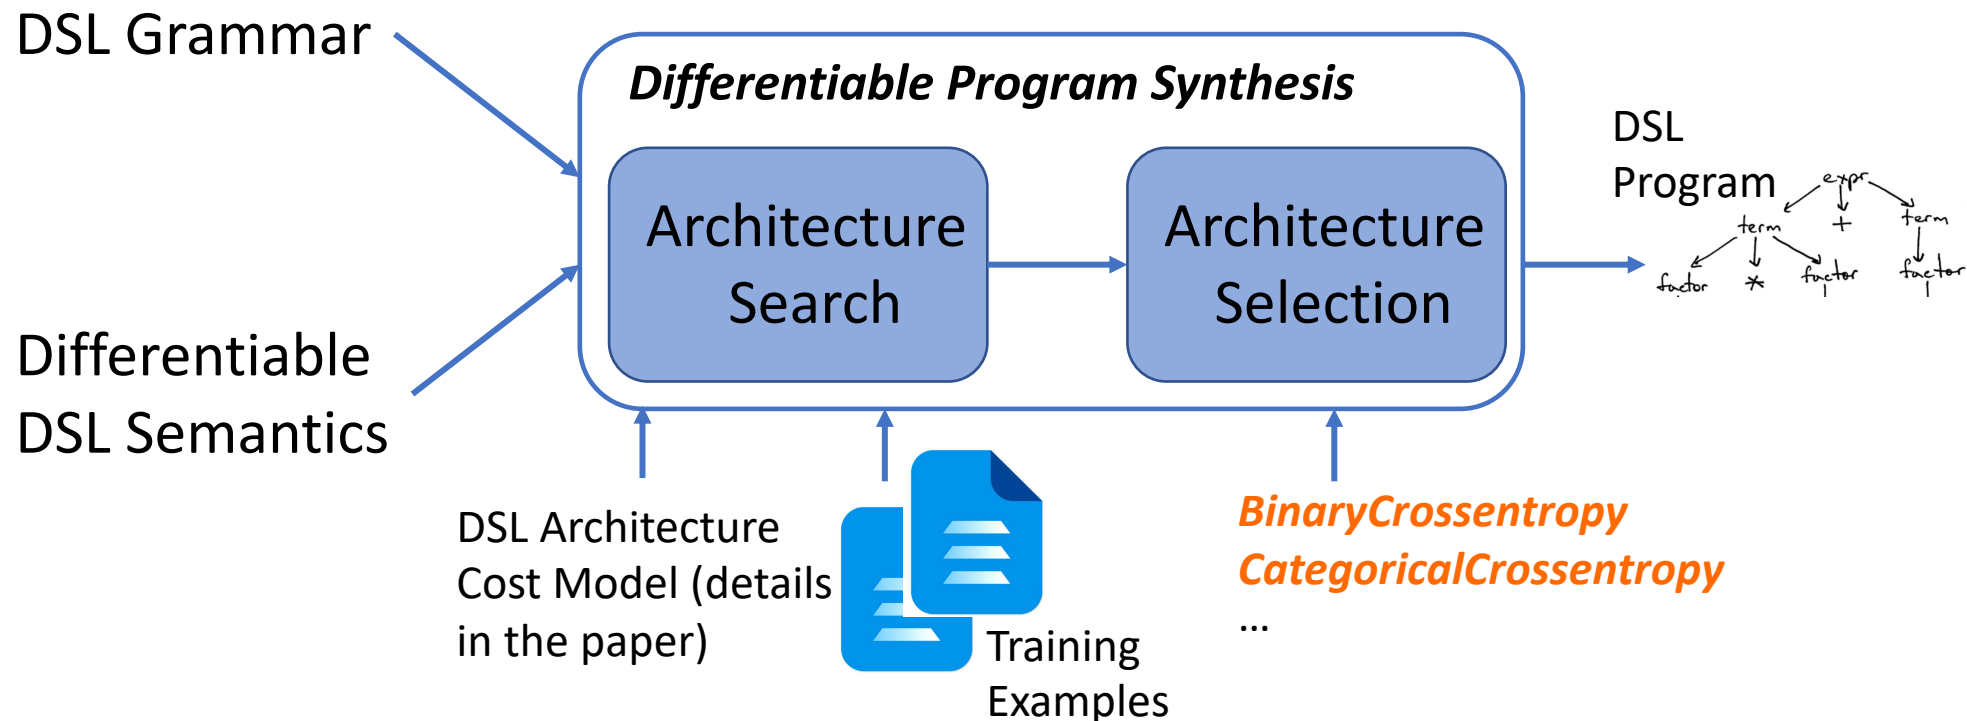 DSL Grammar
Differentiable
DSL Semantics
Differentiable Program Synthesis
Architecture
Search
Architecture
Selection
DSL
Program
expr
term
+
term
factor
*
factor
factor
DSL Architecture
Cost Model (details
in the paper)
Training
Examples
BinaryCrossentropy
CategoricalCrossentropy
...